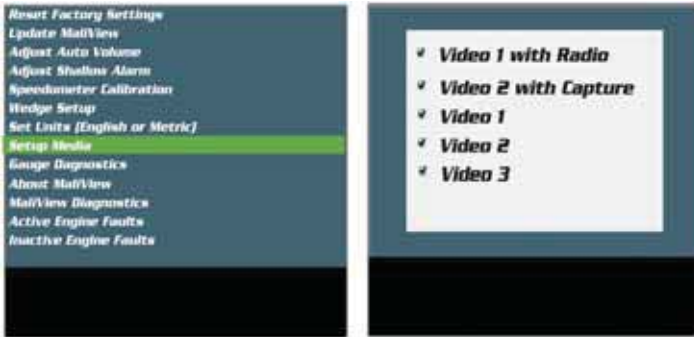 Reset Factory Settings
Update MaliView
Adjust Auto Volume
Adjust Shallow Alarm
Speedometer Calibration
Wedge Setup
Set Units [English or Metric]
Setup Media
Gauge Diagnostics
About MaliView
MaliView Diagnostics
Active Engine Faults
Inactive Engine Faults
Video 1 with Radio
Video 2 with Capture
Video 1
Video 2
Video 3